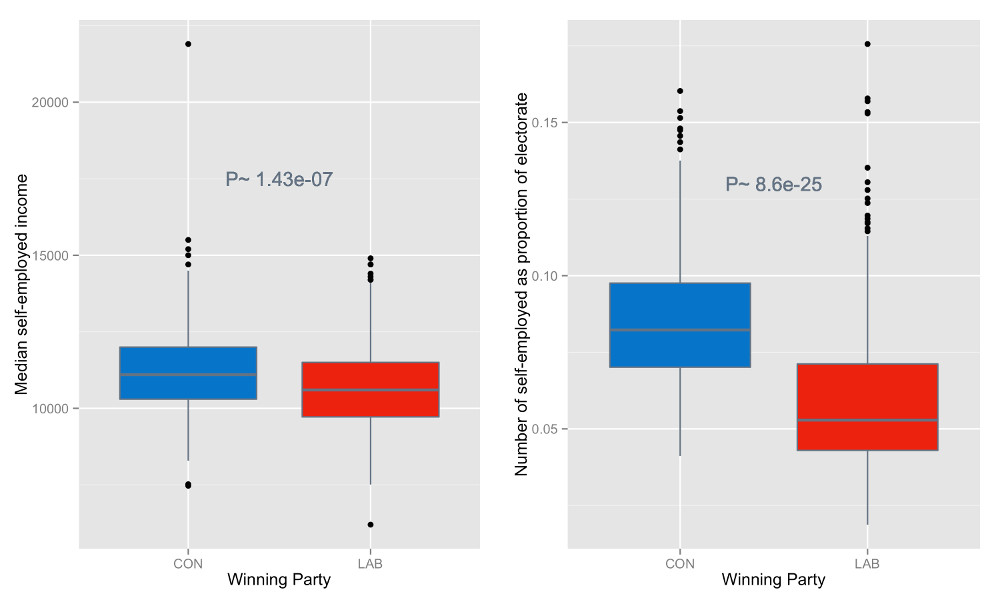 Median self-employed income
20000
15000
10000
P~ 1.43e-07
CON
LAB
Winning Party
Number of self-employed as proportion of electorate
0.15
0.10
0.05
P~ 8.6e-25
CON
LAB
Winning Party